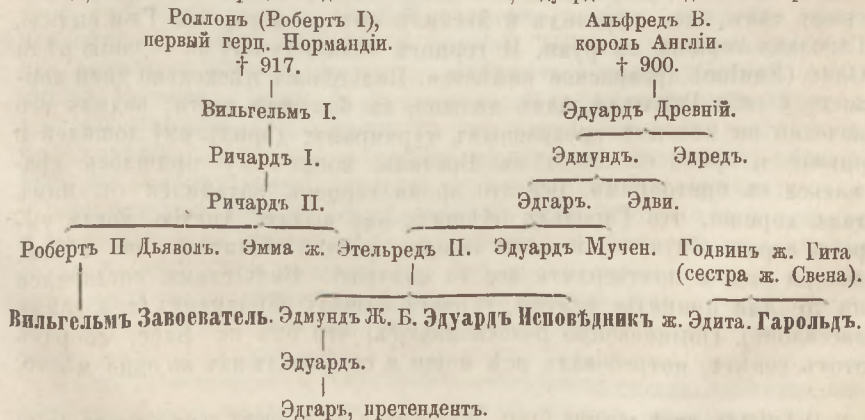 Роллонъ (Робертъ I), Альфредъ В.
первый герц. Нормандіи. король Англіи.
† 917. † 900.
Вильгельмъ I. Эдуардъ Древній.
Ричардъ I. Эдмундъ. Эдредъ.
Ричардъ II. Эдгаръ. Эдви.
Робертъ II Дьяволъ. Эмма ж. Этельредъ II. Эдуардъ Мучен. Годвинъ ж. Гита
(сестра ж. Свена).
Вильгельмъ Завоеватель. Эдмундъ Ж. Б. Эдуардъ Исповѣдникъ ж. Эдита. Гарольдъ.
Эдуардъ.
Эдгаръ, претендентъ.